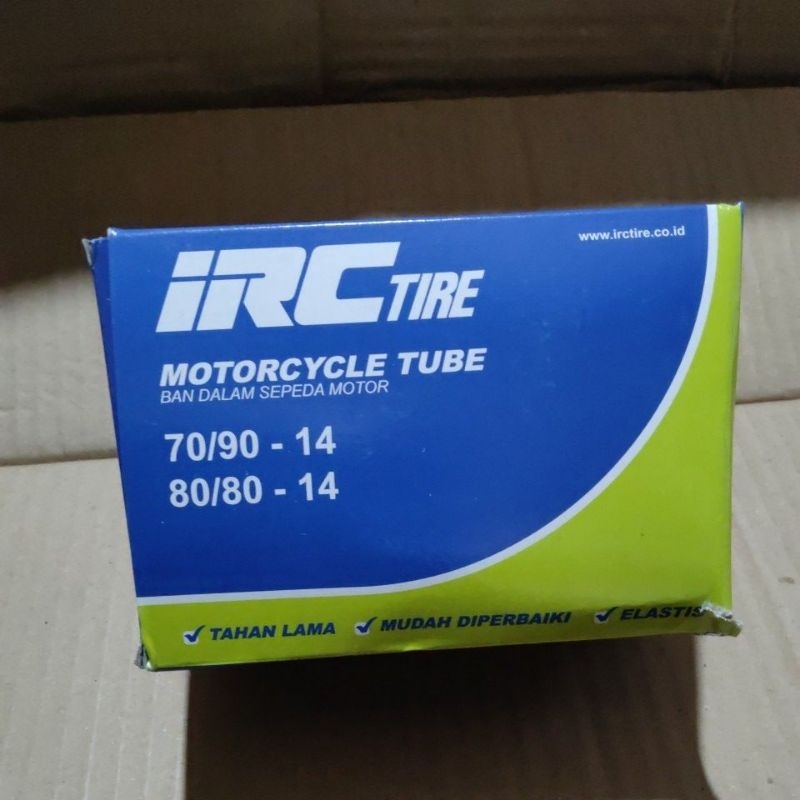 www.irctire.co.id
iRC TIRE
MOTORCYCLE TUBE
BAN DALAM SEPEDA MOTOR
70/90 - 14
80/80 - 14
✓ TAHAN LAMA ✓ MUDAH DIPERBAIKI ✓ ELASTIS